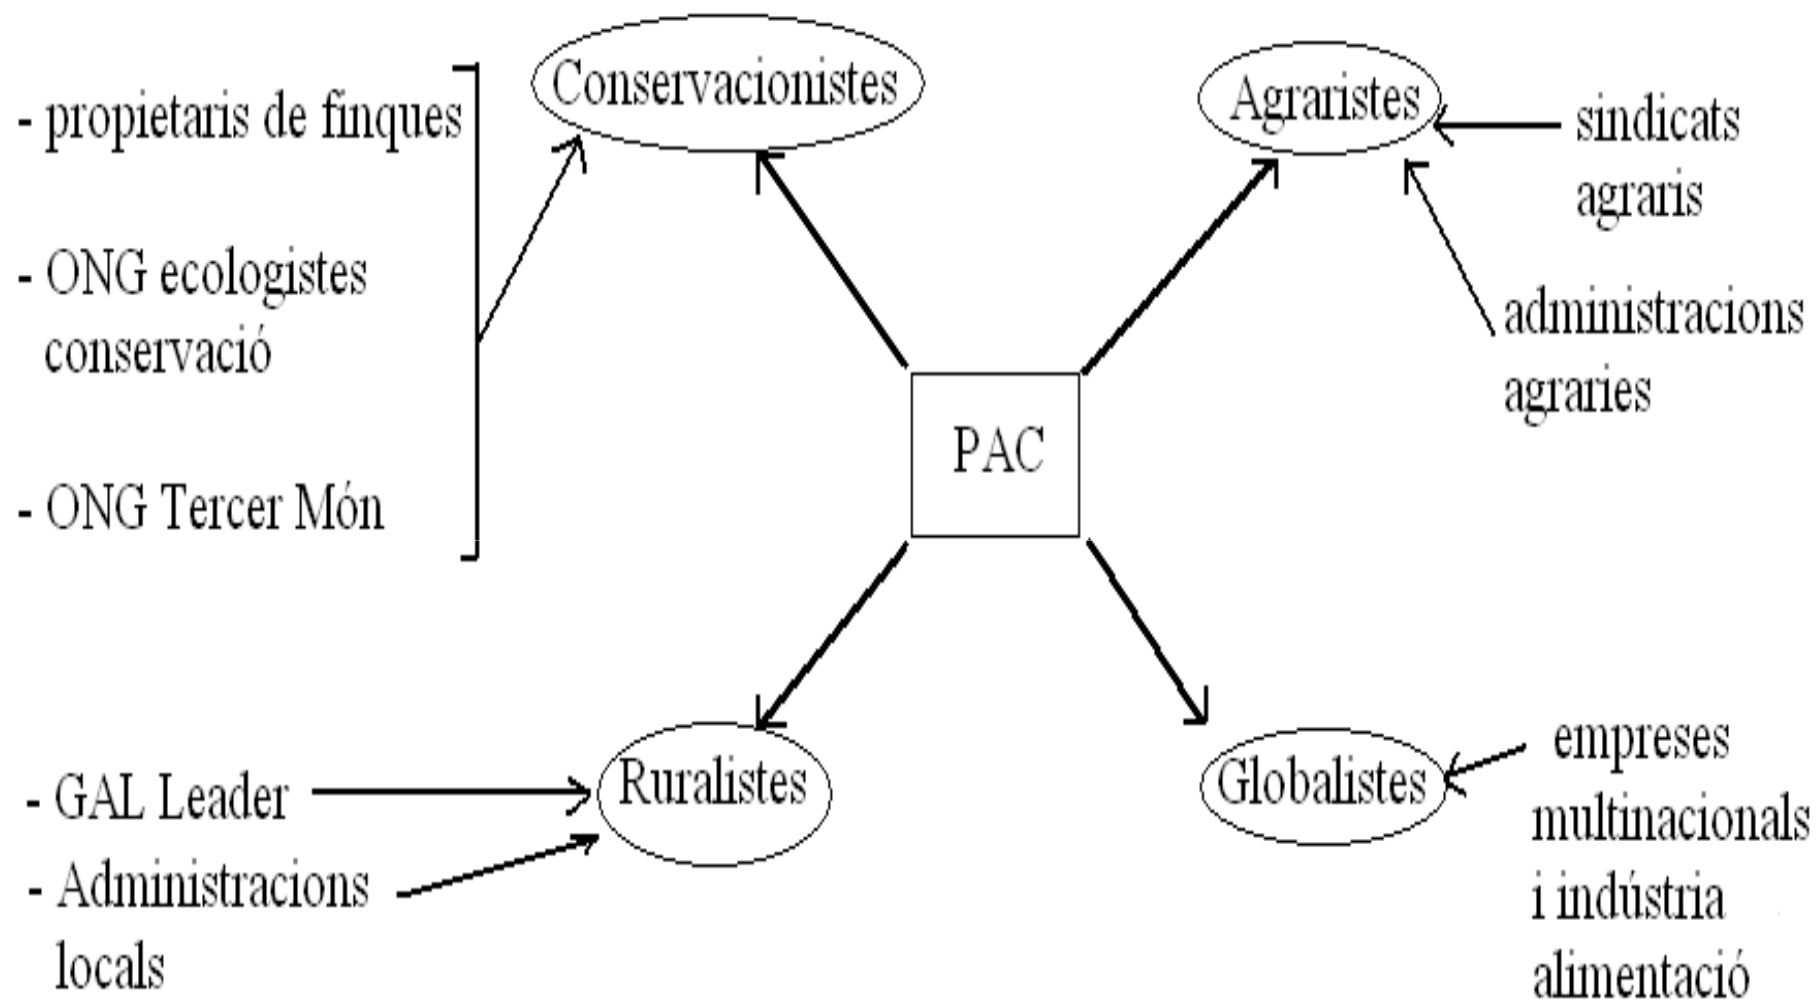 Conservacionistes
- propietaris de finques
- ONG ecologistes
conservació
- ONG Tercer Món
Agraristes
sindicats
agraris
administracions
agraries
PAC
Ruralistes
- GAL Leader
- Administracions
locals
Globalistes
empreses
multinacionals
i indústria
alimentació